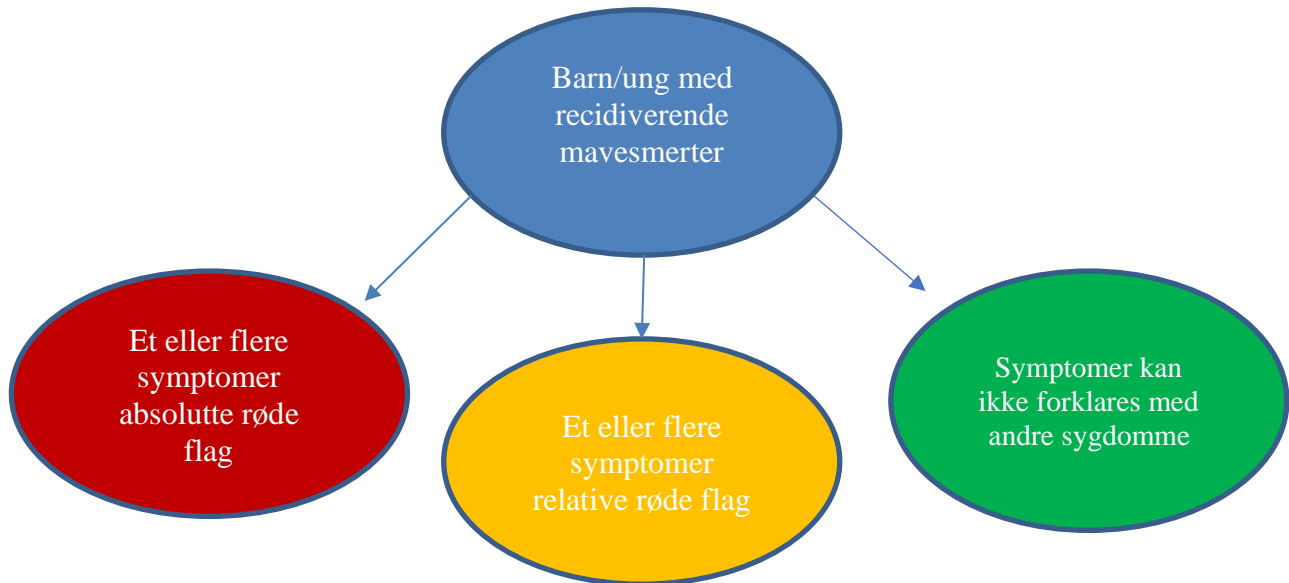 Barn/ung med
recidiverende
mavesmerter
Et eller flere
symptomer
absolutte røde
flag
Et eller flere
symptomer
relative røde flag
Symptomer kan
ikke forklares med
andre sygdomme